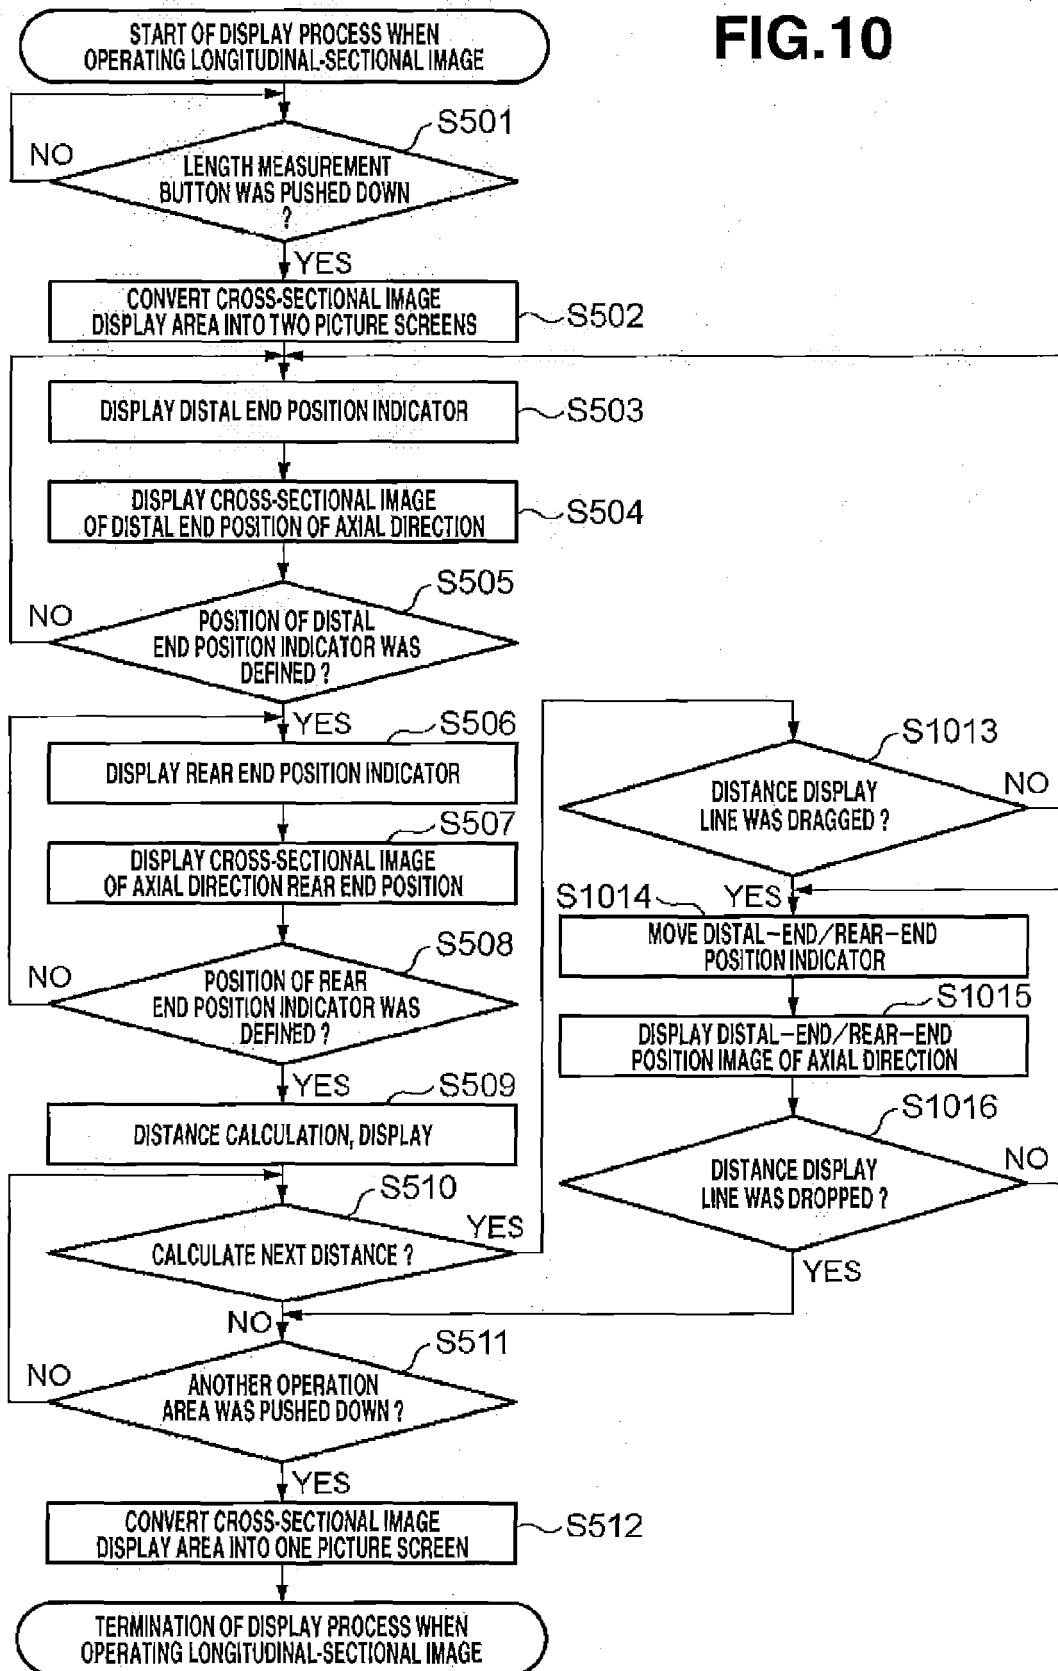 FIG.10
START OF DISPLAY PROCESS WHEN
OPERATING LONGITUDINAL-SECTIONAL IMAGE
S501
NO
LENGTH MEASUREMENT
BUTTON WAS PUSHED DOWN
?
YES
CONVERT CROSS-SECTIONAL IMAGE
DISPLAY AREA INTO TWO PICTURE SCREENS
S502
DISPLAY DISTAL END POSITION INDICATOR
S503
DISPLAY CROSS-SECTIONAL IMAGE
OF DISTAL END POSITION OF AXIAL DIRECTION
S504
S505
NO
POSITION OF DISTAL
END POSITION INDICATOR WAS
DEFINED ?
YES
S506
DISPLAY REAR END POSITION INDICATOR
S507
DISPLAY CROSS-SECTIONAL IMAGE
OF AXIAL DIRECTION REAR END POSITION
S508
NO
POSITION OF REAR
END POSITION INDICATOR WAS
DEFINED ?
YES
S509
DISTANCE CALCULATION, DISPLAY
S510
YES
CALCULATE NEXT DISTANCE ?
NO
S511
NO
ANOTHER OPERATION
AREA WAS PUSHED DOWN ?
YES
CONVERT CROSS-SECTIONAL IMAGE
DISPLAY AREA INTO ONE PICTURE SCREEN
S512
TERMINATION OF DISPLAY PROCESS WHEN
OPERATING LONGITUDINAL-SECTIONAL IMAGE
S1013
NO
DISTANCE DISPLAY
LINE WAS DRAGGED ?
YES
S1014
MOVE DISTAL-END/REAR-END
POSITION INDICATOR
S1015
DISPLAY DISTAL-END/REAR-END
POSITION IMAGE OF AXIAL DIRECTION
S1016
NO
DISTANCE DISPLAY
LINE WAS DROPPED ?
YES